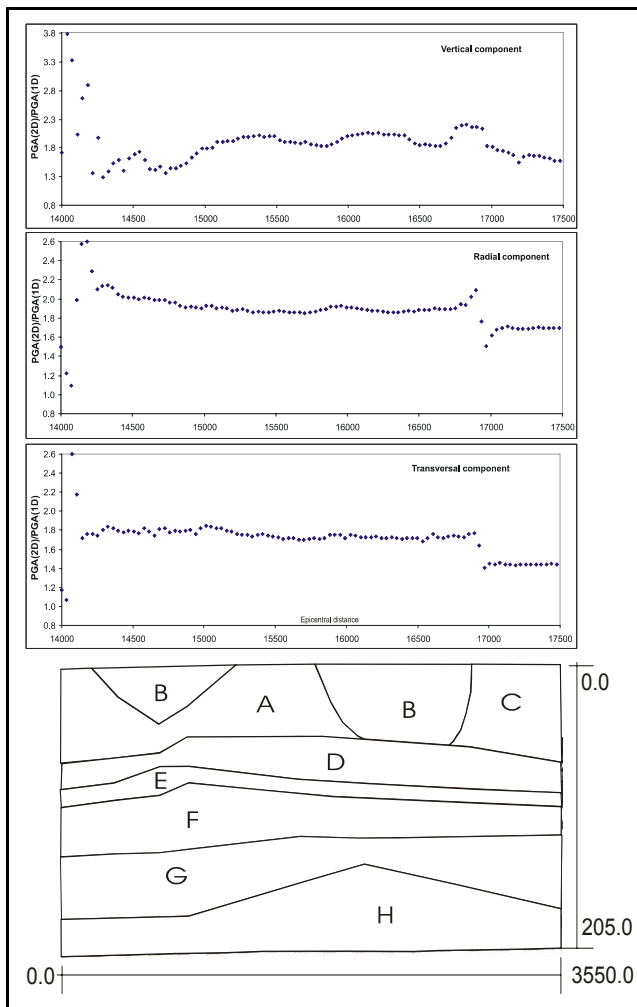 Vertical component
PGA(2D)/PGA(1D)
3.8
3.3
2.8
2.3
1.8
1.3
0.8
14000 14500 15000 15500 16000 16500 17000 17500
Radial component
PGA(2D)/PGA(1D)
2.6
2.4
2.2
2.0
1.8
1.6
1.4
1.2
1.0
0.8
14000 14500 15000 15500 16000 16500 17000 17500
Transversal component
PGA(2D)/PGA(1D)
2.6
2.4
2.2
2.0
1.8
1.6
1.4
1.2
1.0
0.8
Epicentral distance
14000 14500 15000 15500 16000 16500 17000 17500
0.0
B A B C
D
E
F
G
H
205.0
0.0 3550.0